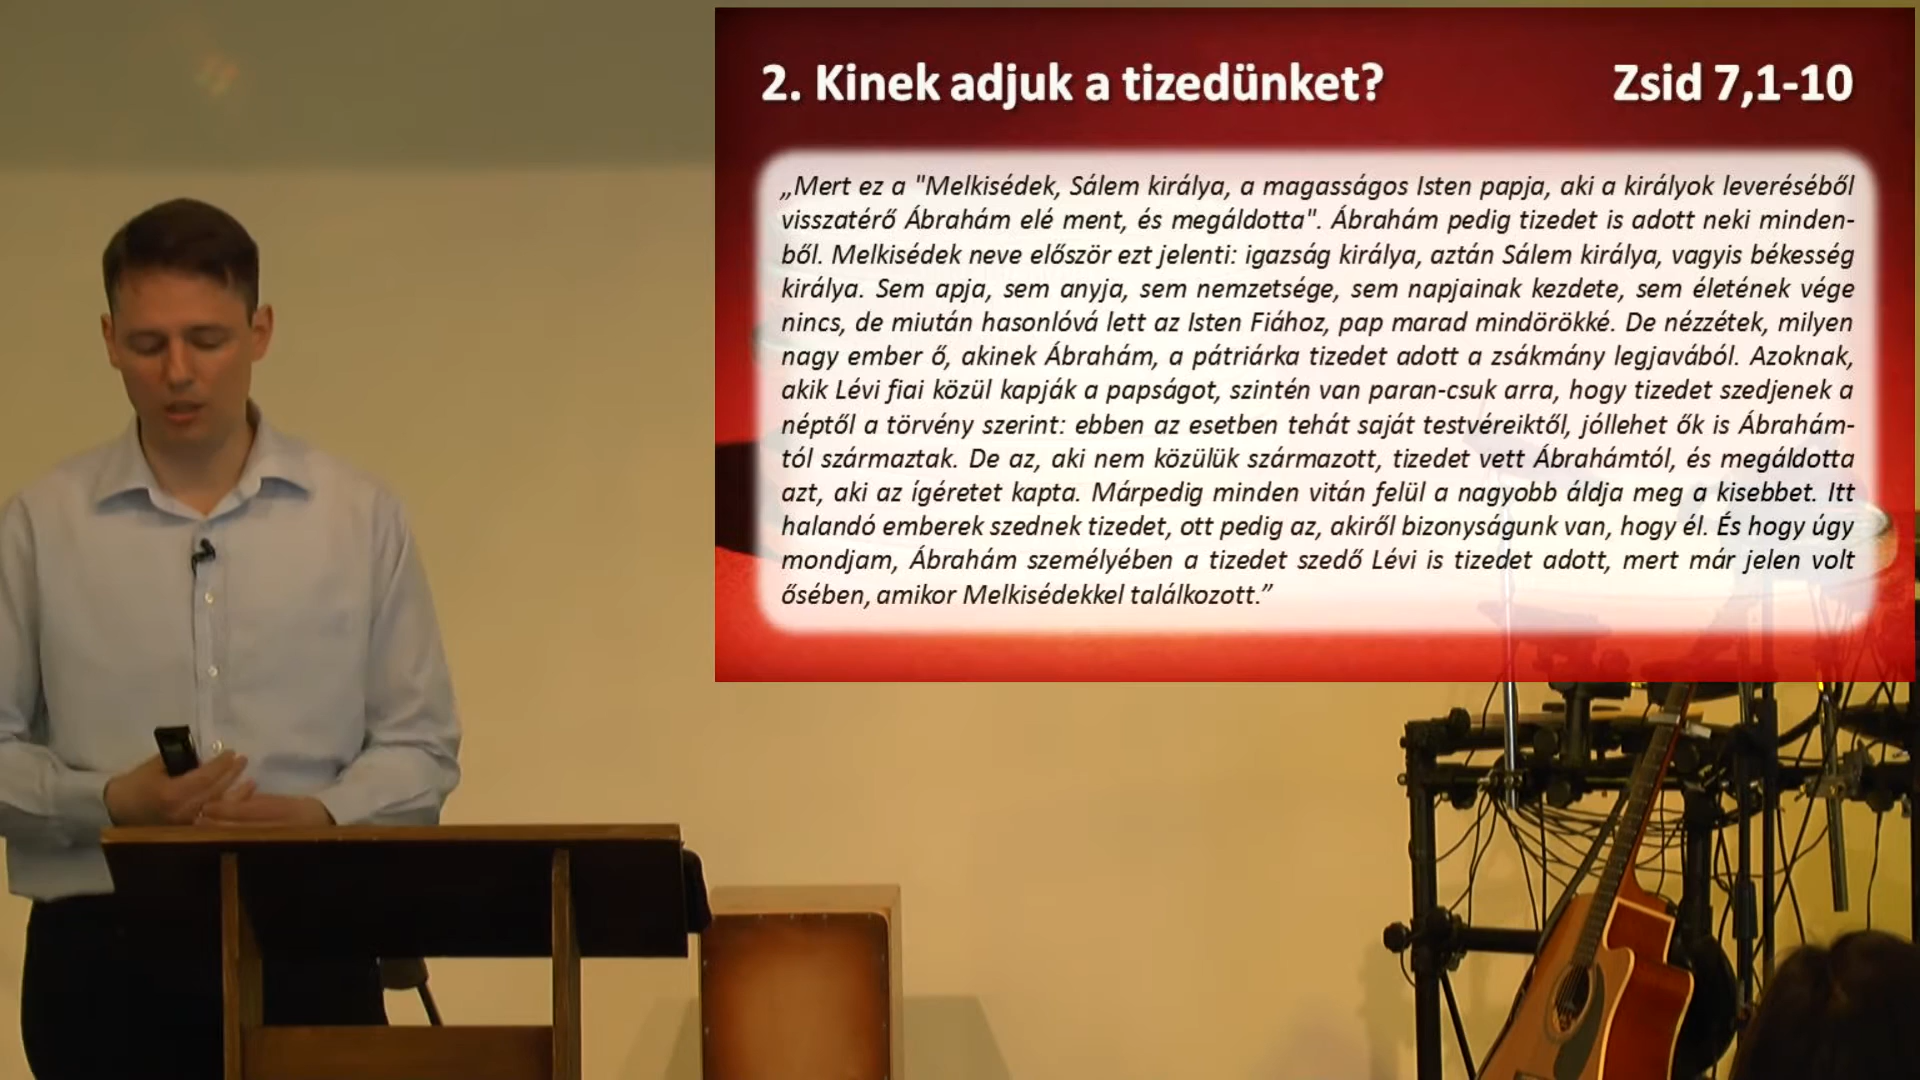 2. Kinek adjuk a tizedünket? Zsid 7,1-10
„Mert ez a "Melkisédek, Sálem királya, a magasságos Isten papja, aki a királyok leveréséből
visszatérő Ábrahám elé ment, és megáldotta". Ábrahám pedig tizedet is adott neki minden-
ből. Melkisédek neve először ezt jelenti: igazság királya, aztán Sálem királya, vagyis békesség
királya. Sem apja, sem anyja, sem nemzetsége, sem napjainak kezdete, sem életének vége
nincs, de miután hasonlóvá lett az Isten Fiához, pap marad mindörökké. De nézzétek, milyen
nagy ember ő, akinek Ábrahám, a pátriárka tizedet adott a zsákmány legjavából. Azoknak,
akik Lévi fiai közül kapják a papságot, szintén van paran-csuk arra, hogy tizedet szedjenek a
néptől a törvény szerint: ebben az esetben tehát saját testvéreiktől, jóllehet ők is Ábrahám-
tól származtak. De az, aki nem közülük származott, tizedet vett Ábrahámtól, és megáldotta
azt, aki az ígéretet kapta. Márpedig minden vitán felül a nagyobb áldja meg a kisebbet. Itt
halandó emberek szednek tizedet, ott pedig az, akiről bizonyságunk van, hogy él. És hogy úgy
mondjam, Ábrahám személyében a tizedet szedő Lévi is tizedet adott, mert már jelen volt
ősében, amikor Melkisédekkel találkozott.”